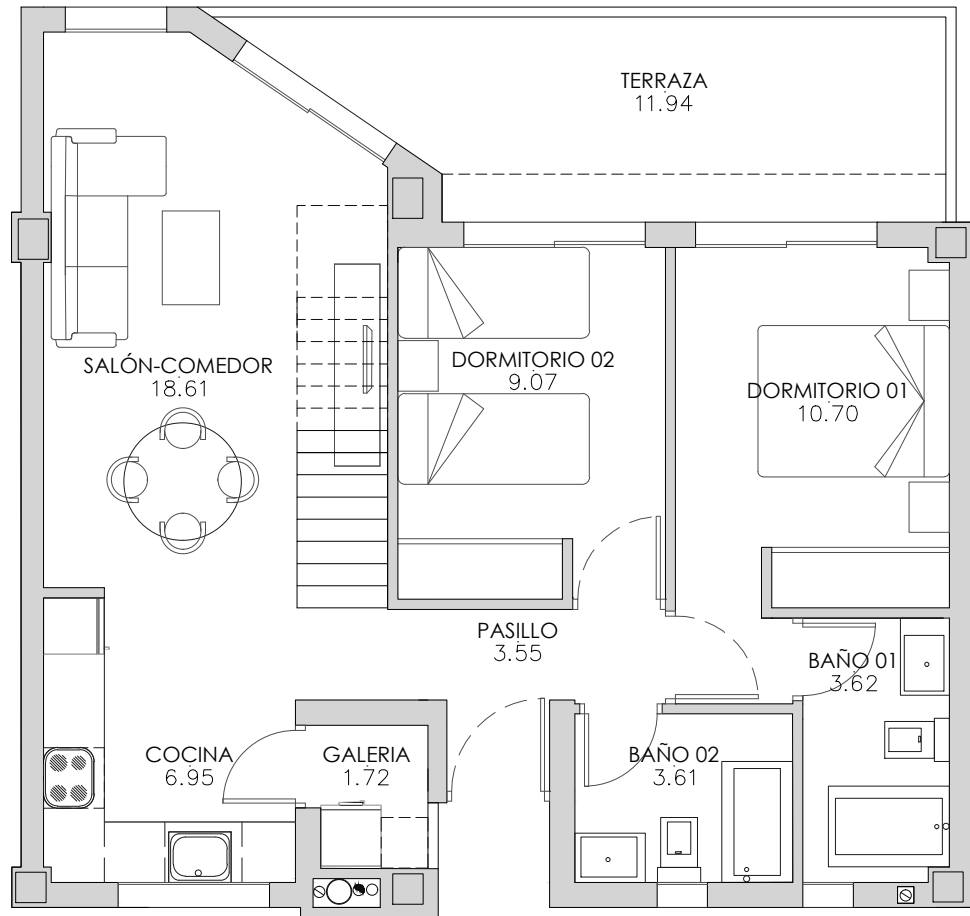 TERRAZA
11.94
SALÓN-COMEDOR
18.61
DORMITORIO 02
9.07
DORMITORIO 01
10.70
PASILLO
3.55
BAÑO 01
3.62
COCINA
6.95
GALERIA
1.72
BAÑO 02
3.61